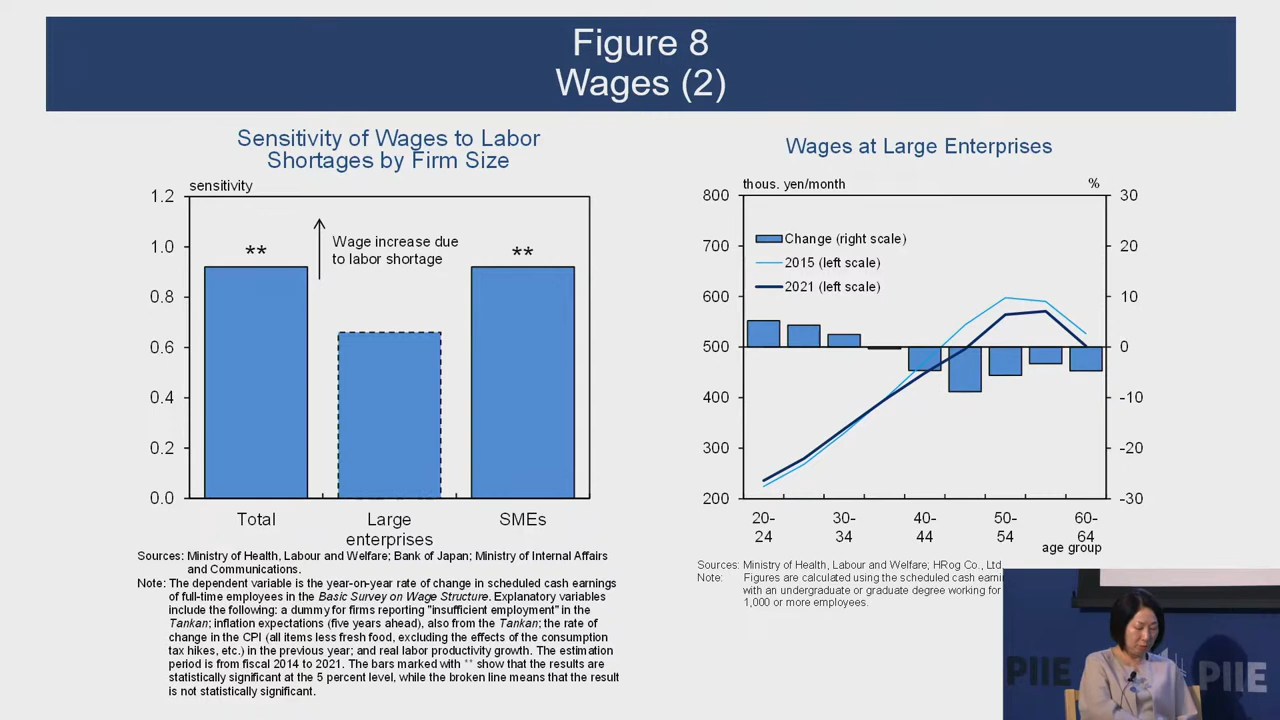 Figure 8
Wages (2)
Sensitivity of Wages to Labor
Shortages by Firm Size
sensitivity
1.2
1.0
0.8
0.6
0.4
0.2
0.0
**
Wage increase due
to labor shortage
**
Total
Large
enterprises
SMEs
Sources: Ministry of Health, Labour and Welfare; Bank of Japan; Ministry of Internal Affairs
and Communications.
Note: The dependent variable is the year-on-year rate of change in scheduled cash earnings
of full-time employees in the Basic Survey on Wage Structure. Explanatory variables
include the following: a dummy for firms reporting "insufficient employment" in the
Tankan; inflation expectations (five years ahead), also from the Tankan; the rate of
change in the CPI (all items less fresh food, excluding the effects of the consumption
tax hikes, etc.) in the previous year; and real labor productivity growth. The estimation
period is from fiscal 2014 to 2021. The bars marked with ** show that the results are
statistically significant at the 5 percent level, while the broken line means that the result
is not statistically significant.
Wages at Large Enterprises
thous. yen/month
%
800
700
600
500
400
300
200
30
20
10
0
-10
-20
-30
Change (right scale)
2015 (left scale)
2021 (left scale)
20-
24
30-
34
40-
44
50-
54
60-
64
age group
Sources: Ministry of Health, Labour and Welfare; HRog Co., Ltd
Note: Figures are calculated using the scheduled cash
with an undergraduate or graduate degree working for
1,000 or more employees.
PIIE
PIIE